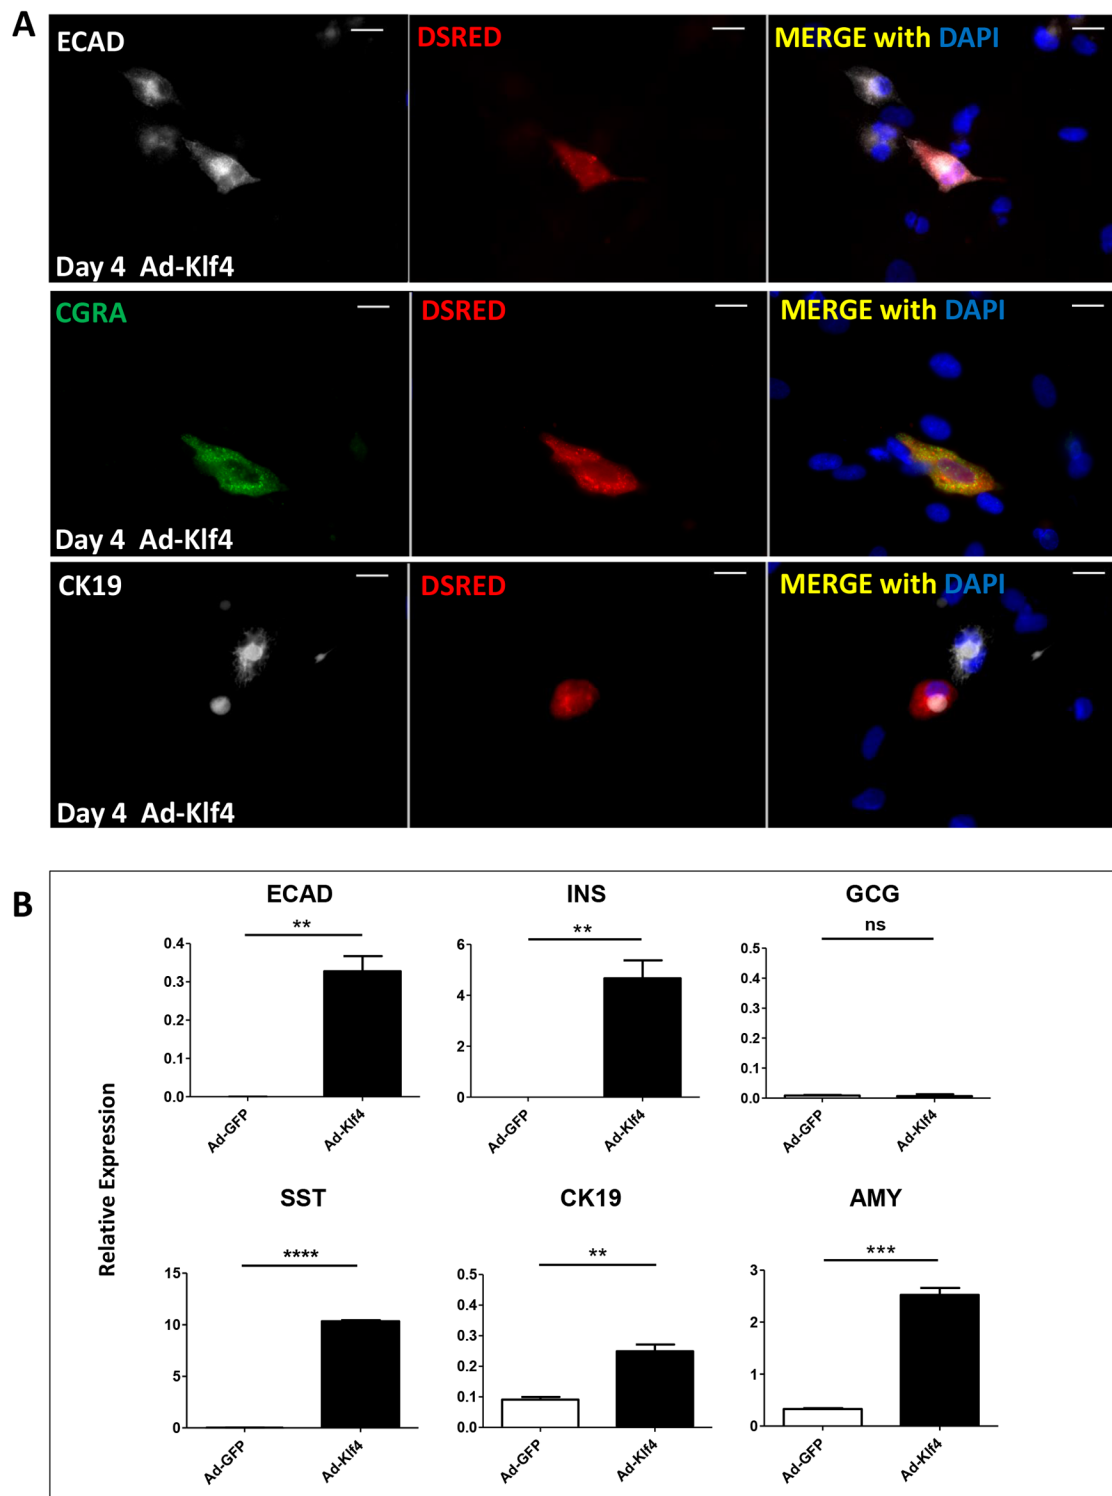 A
ECAD
DSRED
MERGE with DAPI
Day 4 Ad-Klf4
CGRA
DSRED
MERGE with DAPI
Day 4 Ad-Klf4
CK19
DSRED
MERGE with DAPI
Day 4 Ad-Klf4
B
Relative Expression
ECAD
**
0.4
0.3
0.2
0.1
0.0
Ad-GFP
Ad-Klf4
INS
**
6
4
2
0
Ad-GFP
Ad-Klf4
GCG
ns
0.5
0.4
0.3
0.2
0.1
0.0
Ad-GFP
Ad-Klf4
SST
****
15
10
5
0
Ad-GFP
Ad-Klf4
CK19
**
0.5
0.4
0.3
0.2
0.1
0.0
Ad-GFP
Ad-Klf4
AMY
***
3
2
1
0
Ad-GFP
Ad-Klf4